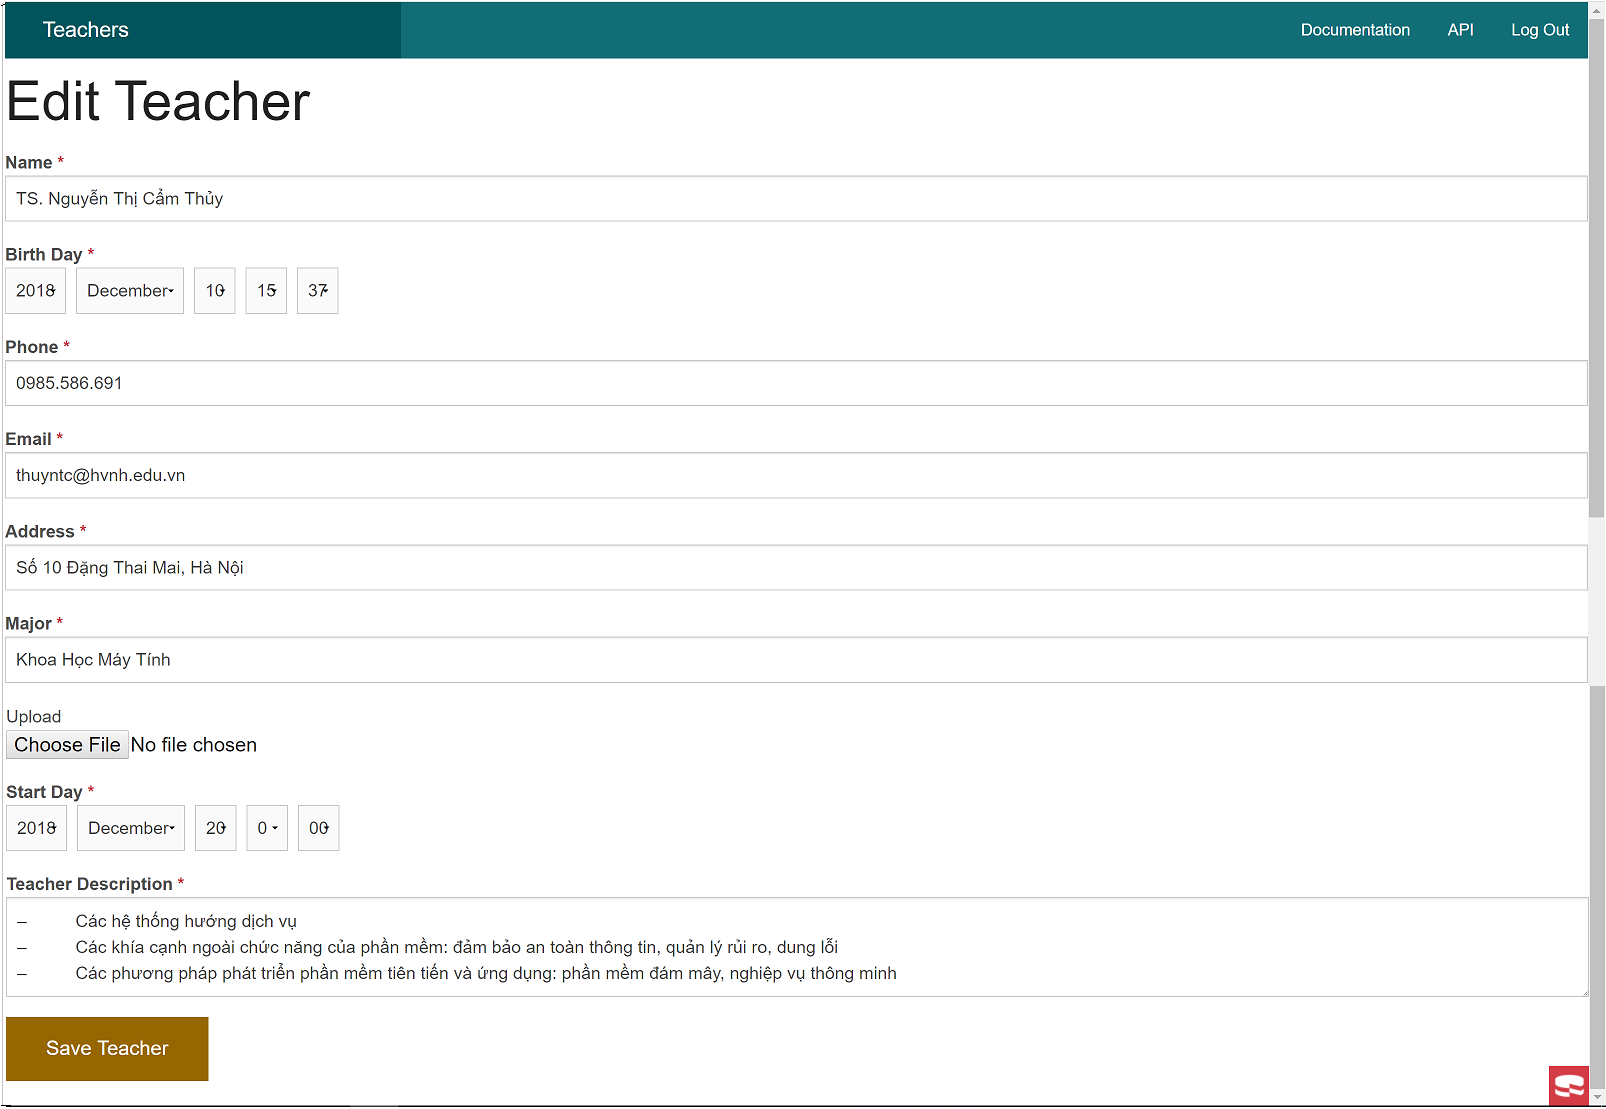 Teachers
Documentation API Log Out
Edit Teacher
Name *
TS. Nguyễn Thị Cẩm Thủy
Birth Day *
2018 December 10 15 37
Phone *
0985.586.691
Email *
thuyntc@hvnh.edu.vn
Address *
Số 10 Đặng Thai Mai, Hà Nội
Major *
Khoa Học Máy Tính
Upload
Choose File No file chosen
Start Day *
2018 December 20 0 00
Teacher Description *
– Các hệ thống hướng dịch vụ
– Các khía cạnh ngoài chức năng của phần mềm: đảm bảo an toàn thông tin, quản lý rủi ro, dung lỗi
– Các phương pháp phát triển phần mềm tiên tiến và ứng dụng: phần mềm đám mây, nghiệp vụ thông minh
Save Teacher